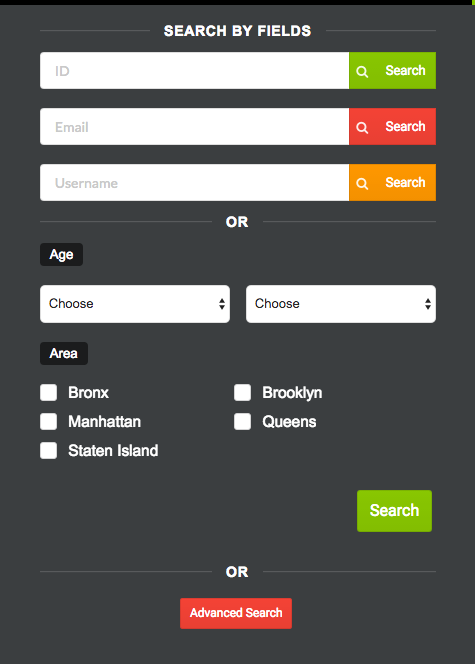 SEARCH BY FIELDS
ID Search
Email Search
Username Search
OR
Age
Choose Choose
Area
Bronx Brooklyn
Manhattan Queens
Staten Island
Search
OR
Advanced Search